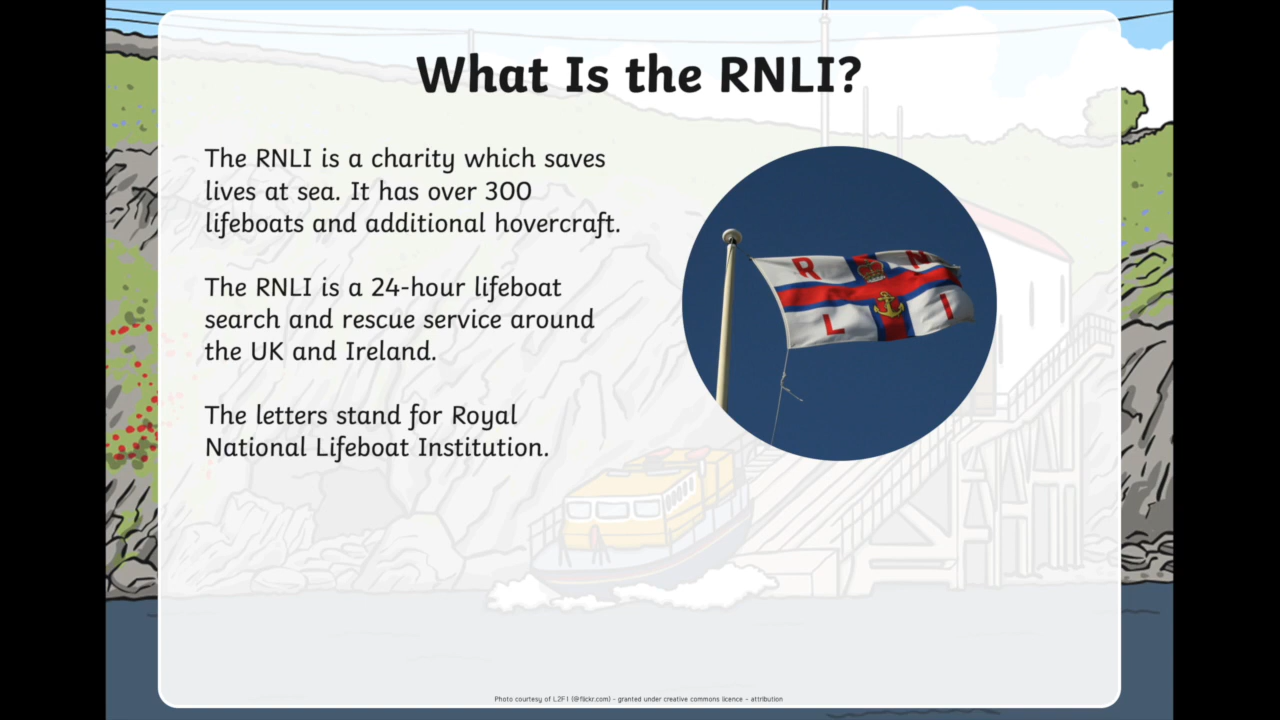 What Is the RNLI?
The RNLI is a charity which saves
lives at sea. It has over 300
lifeboats and additional hovercraft.
The RNLI is a 24-hour lifeboat
search and rescue service around
the UK and Ireland.
The letters stand for Royal
National Lifeboat Institution.
R N
L I
Photo courtesy of L2F1 (@flickr.com) - granted under creative commons licence - attribution